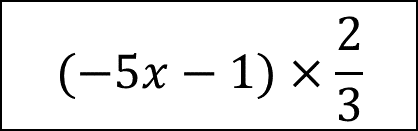 (−5x − 1) × 2/3